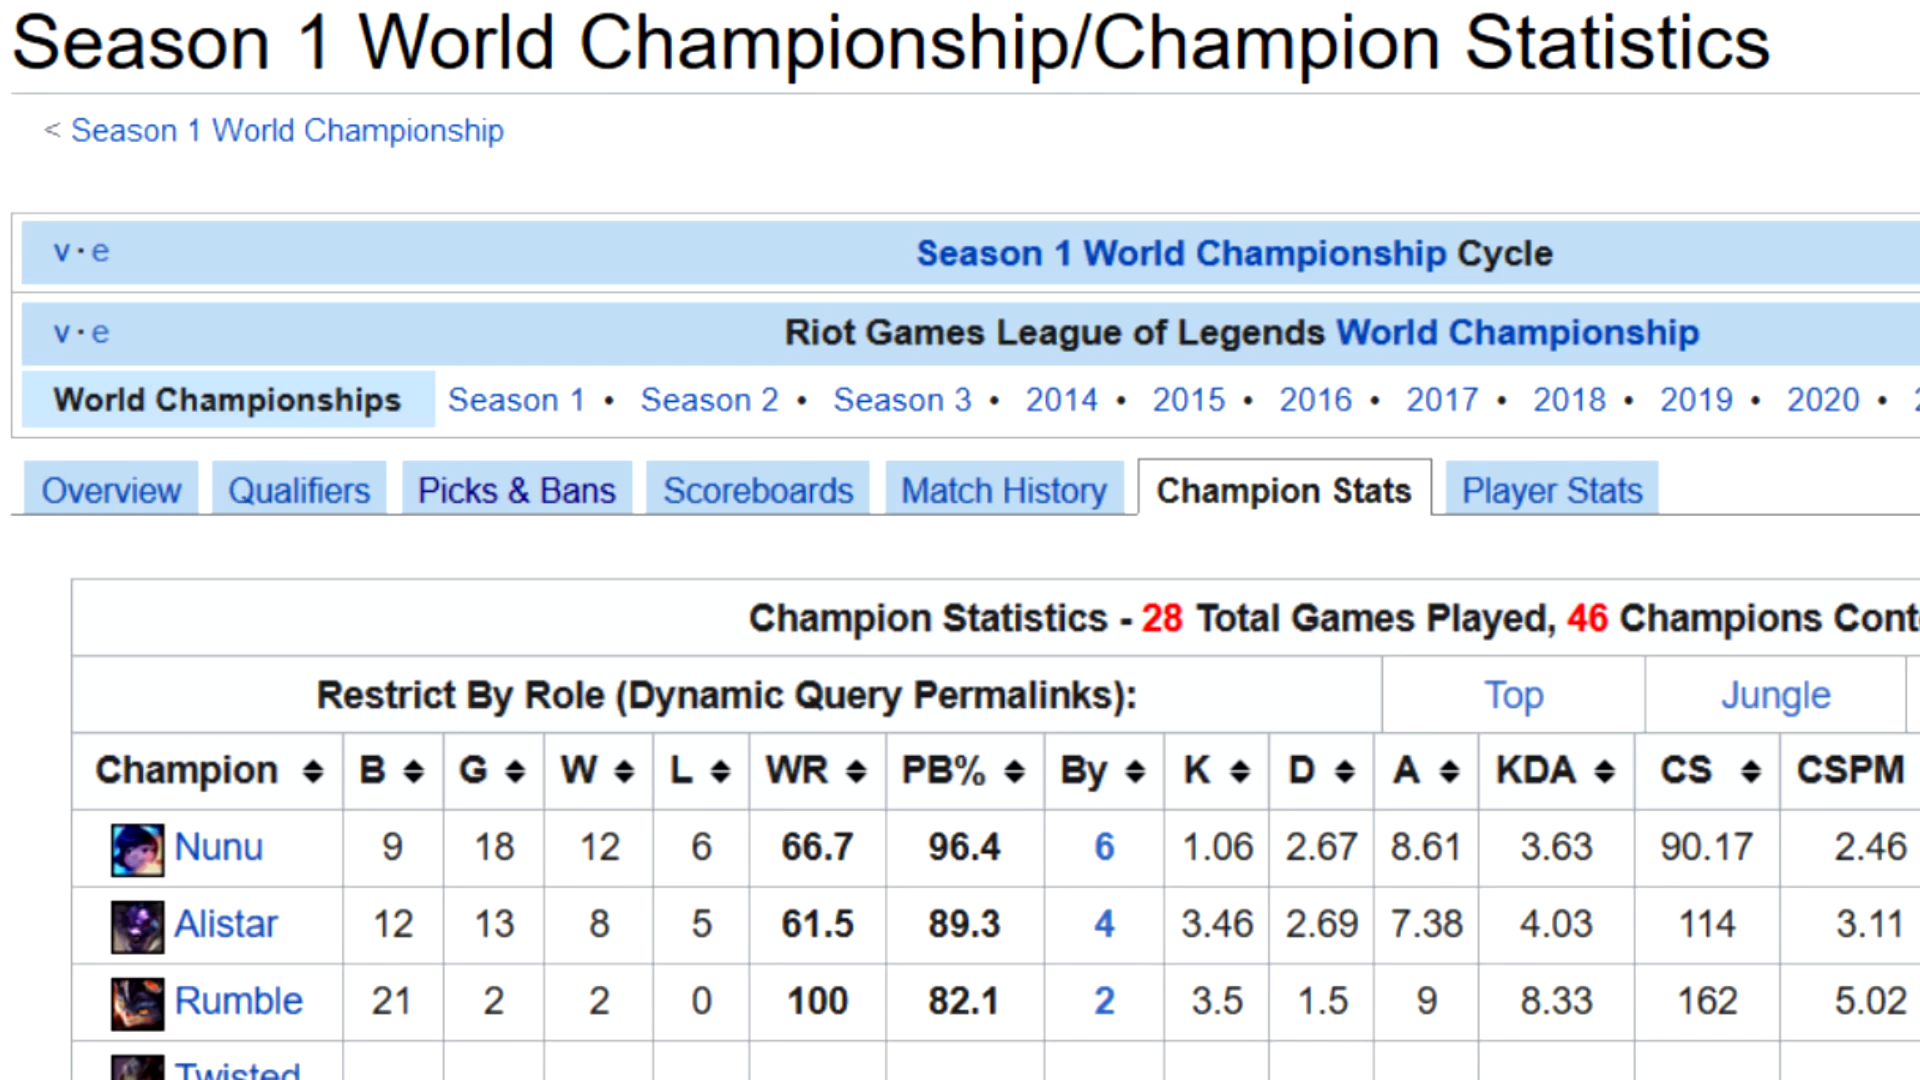 Season 1 World Championship/Champion Statistics
< Season 1 World Championship
v · e Season 1 World Championship Cycle
v · e Riot Games League of Legends World Championship
World Championships Season 1 • Season 2 • Season 3 • 2014 • 2015 • 2016 • 2017 • 2018 • 2019 • 2020 •
Overview Qualifiers Picks & Bans Scoreboards Match History Champion Stats Player Stats
Champion Statistics - 28 Total Games Played, 46 Champions
Restrict By Role (Dynamic Query Permalinks): Top Jungle
Champion B G W L WR PB% By K D A KDA CS CSPM
Nunu 9 18 12 6 66.7 96.4 6 1.06 2.67 8.61 3.63 90.17 2.46
Alistar 12 13 8 5 61.5 89.3 4 3.46 2.69 7.38 4.03 114 3.11
Rumble 21 2 2 0 100 82.1 2 3.5 1.5 9 8.33 162 5.02
Twisted